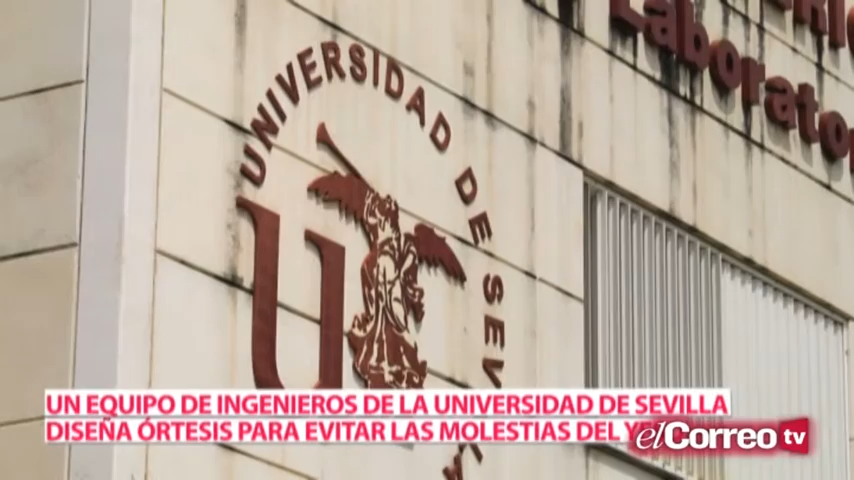 UNIVERSIDAD DE SEV
U
Laborator
UN EQUIPO DE INGENIEROS DE LA UNIVERSIDAD DE SEVILLA
DISEÑA ÓRTESIS PARA EVITAR LAS MOLESTIAS DEL
elCorreo tv